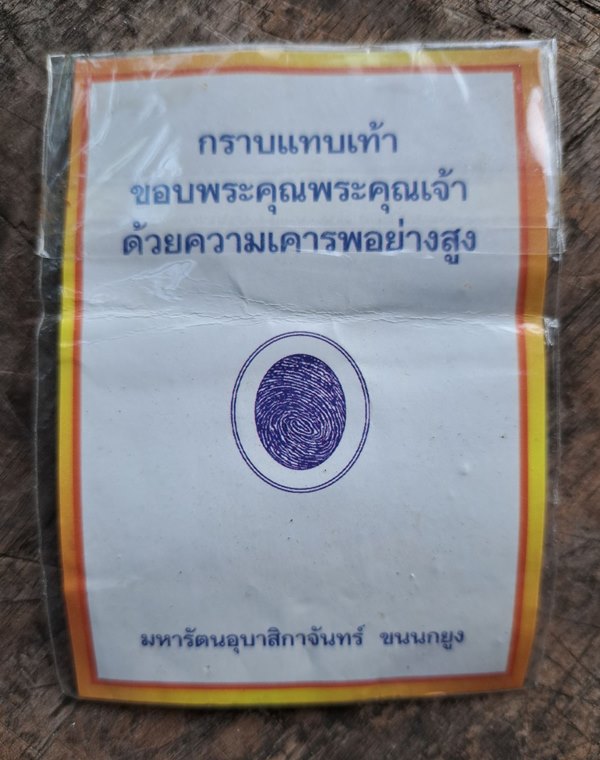 กราบแทบเท้า
ขอบพระคุณพระคุณเจ้า
ด้วยความเคารพอย่างสูง
มหารัตนอุบาสิกาจันทร์ ขนนกยูง